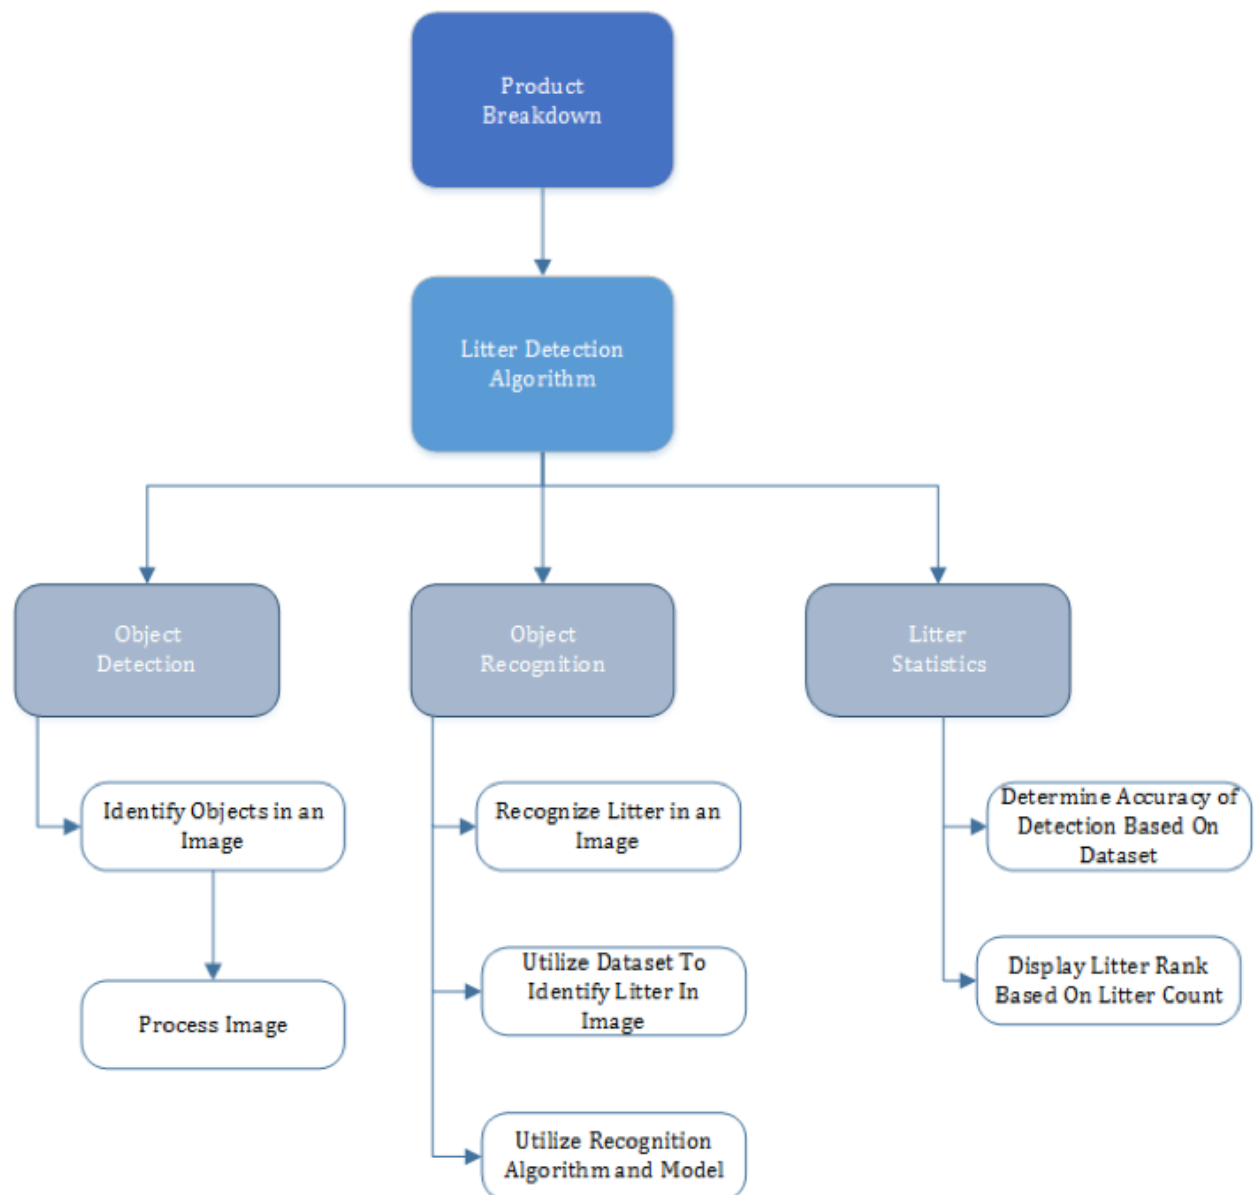 Product
Breakdown
Litter Detection
Algorithm
Object
Detection
Object
Recognition
Litter
Statistics
Identify Objects in an
Image
Process Image
Recognize Litter in an
Image
Utilize Dataset To
Identify Litter In
Image
Utilize Recognition
Algorithm and Model
Determine Accuracy of
Detection Based On
Dataset
Display Litter Rank
Based On Litter Count